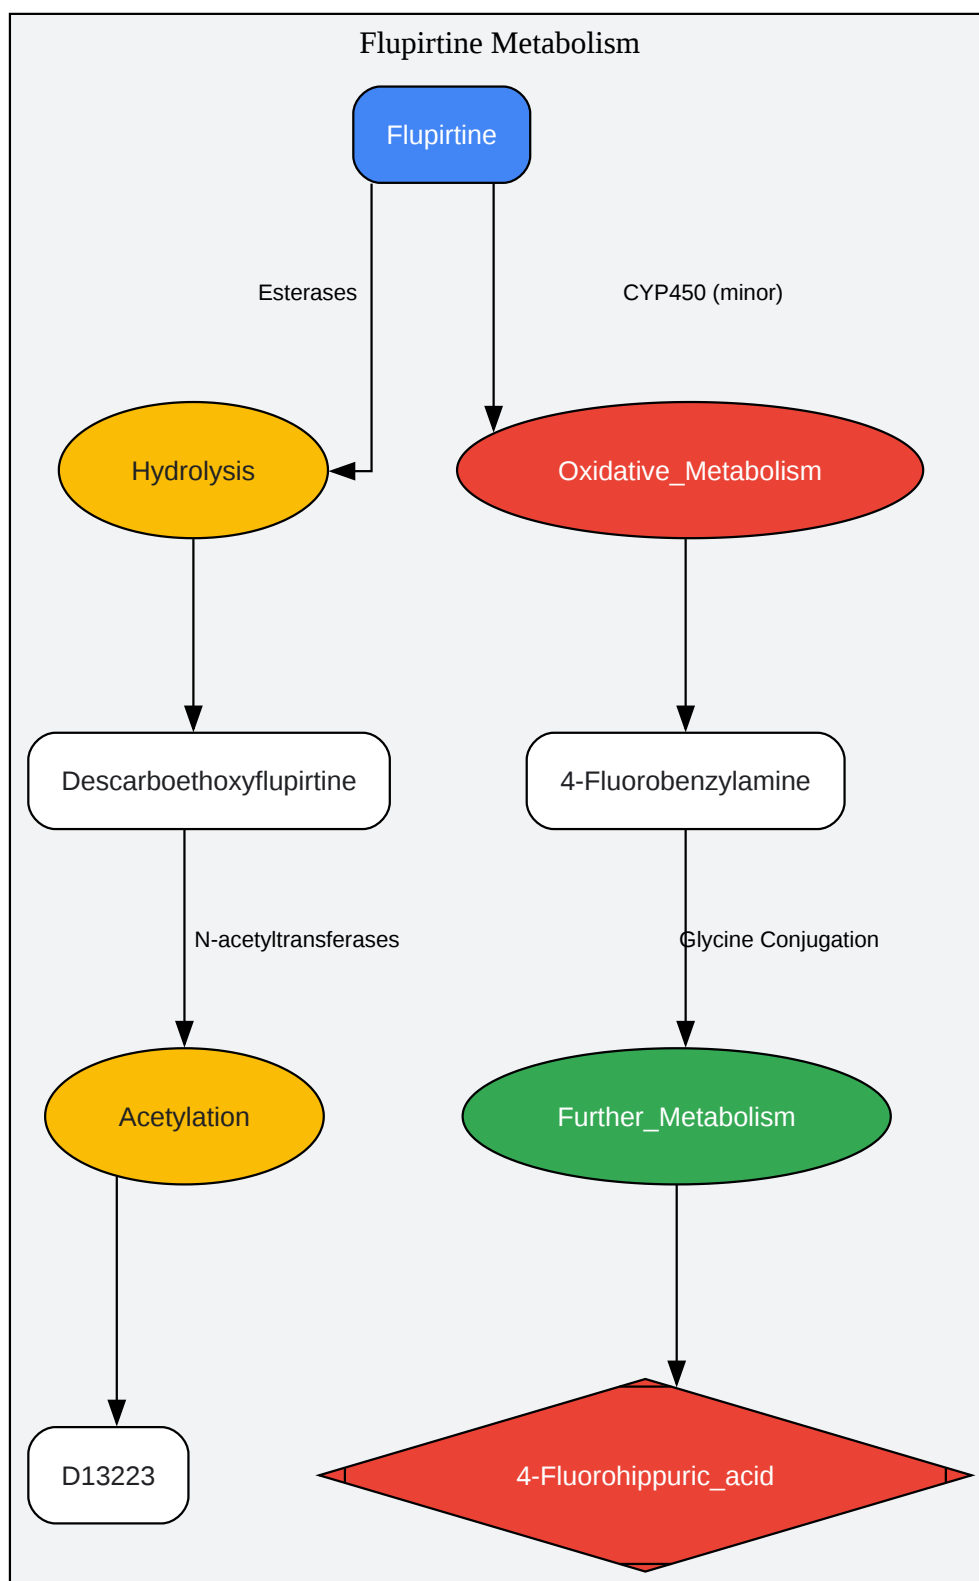 Flupirtine Metabolism
Flupirtine
Esterases
CYP450 (minor)
Hydrolysis
Oxidative_Metabolism
Descarboethoxyflupirtine
4-Fluorobenzylamine
N-acetyltransferases
Glycine Conjugation
Acetylation
Further_Metabolism
D13223
4-Fluorohippuric_acid